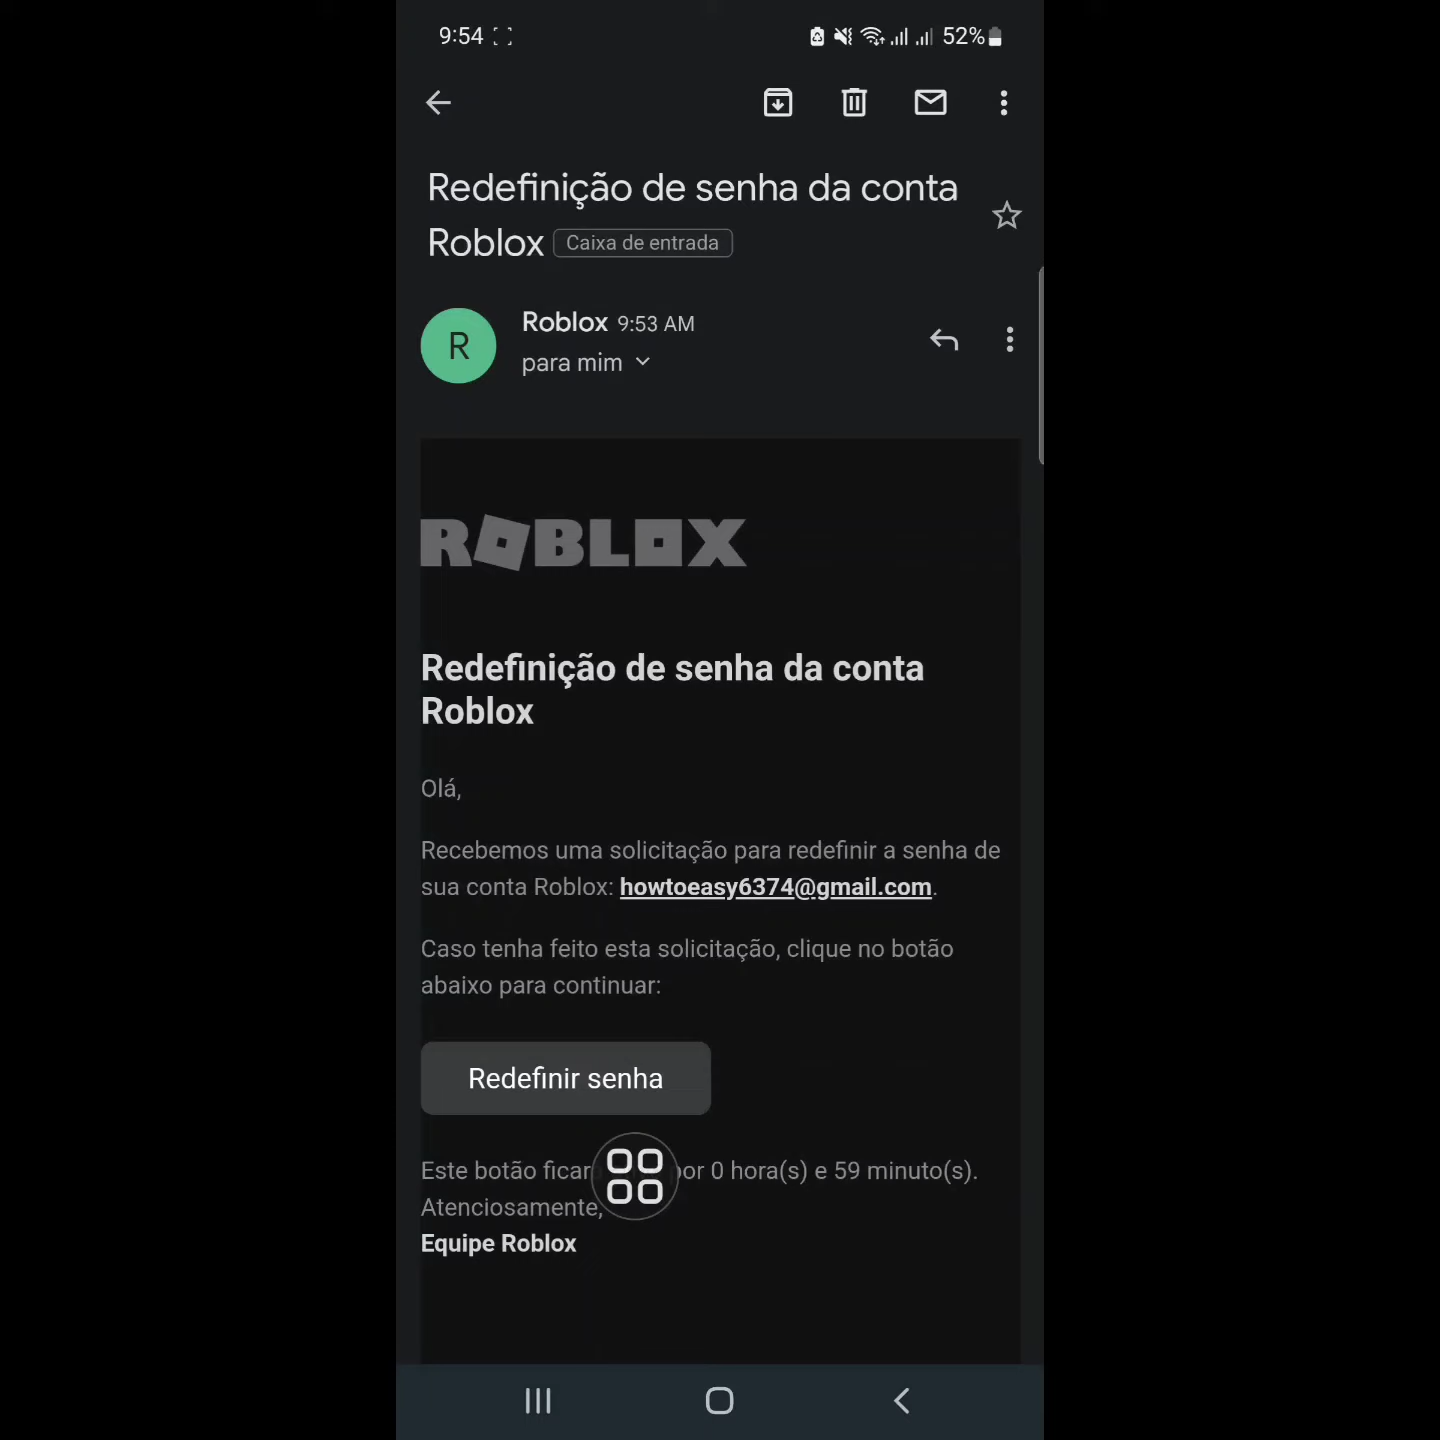 9:54 52%
Redefinição de senha da conta
Roblox Caixa de entrada
R
Roblox 9:53 AM
para mim
ROBLOX
Redefinição de senha da conta
Roblox
Olá,
Recebemos uma solicitação para redefinir a senha de
sua conta Roblox: howtoeasy6374@gmail.com.
Caso tenha feito esta solicitação, clique no botão
abaixo para continuar:
Redefinir senha
Este botão por 0 hora(s) e 59 minuto(s).
Atenciosamente,
Equipe Roblox